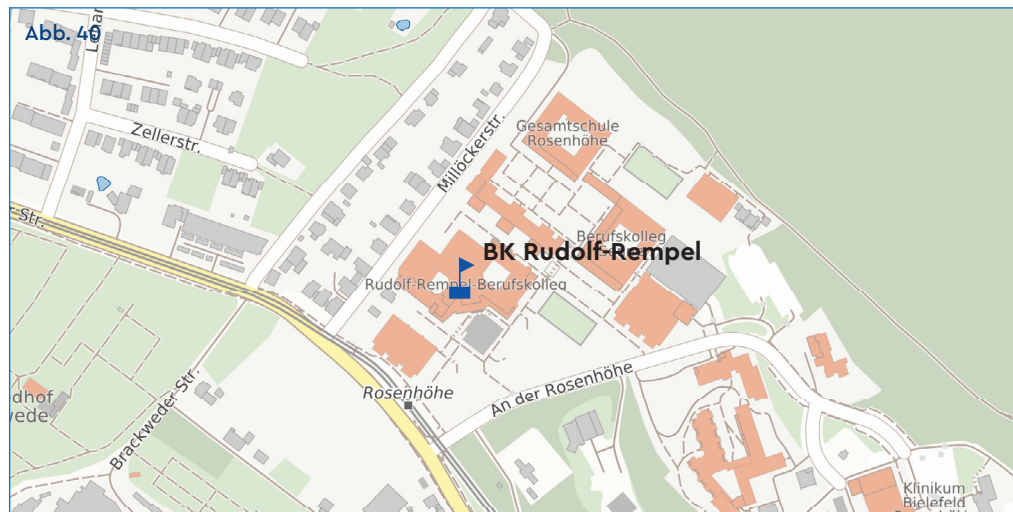 Abb. 40
Zellerstr.
Str.
Millöckerstr.
Gesamtschule
Rosenhöhe
Berufskolleg
BK Rudolf-Rempel
Rudolf-Rempel-Berufskolleg
Rosenhöhe
An der Rosenhöhe
Brackweder Str.
dhof
wede
Klinikum
Bielefeld